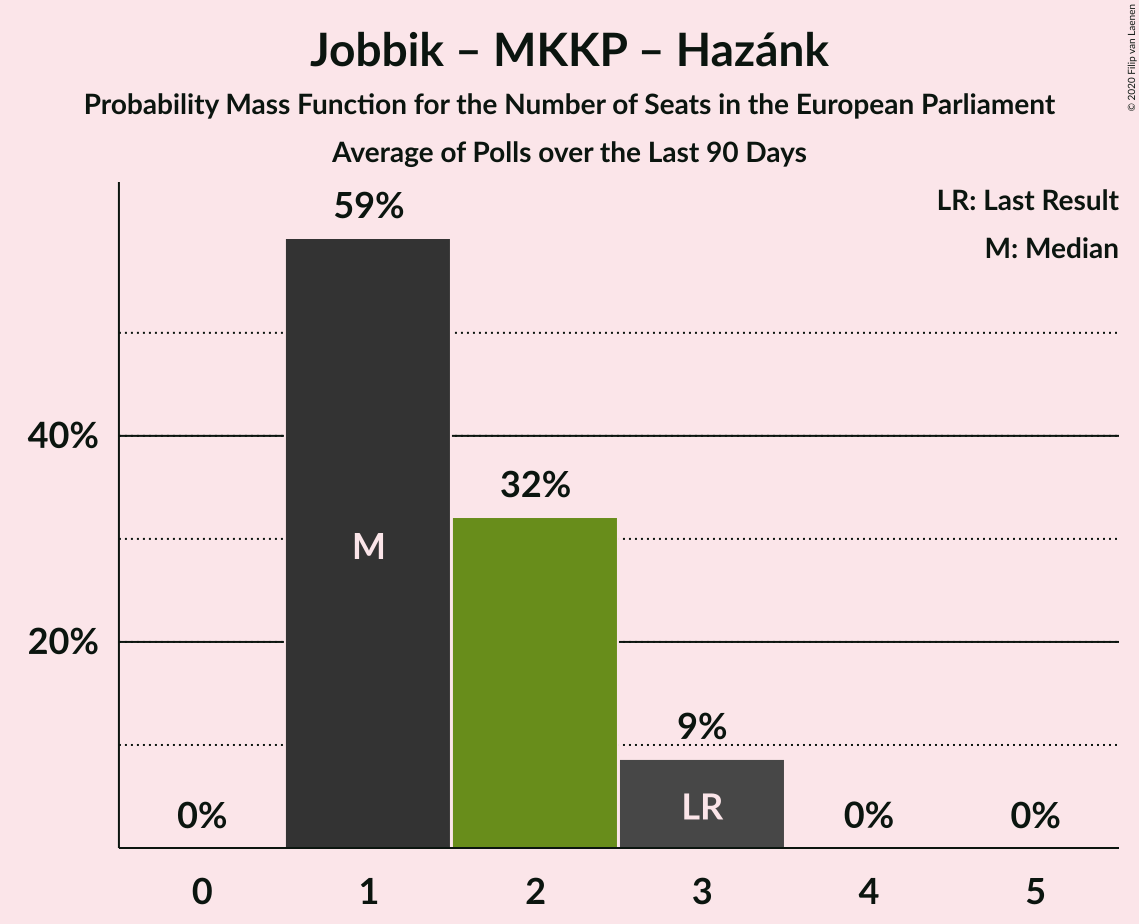 Jobbik – MKKP – Hazánk
Probability Mass Function for the Number of Seats in the European Parliament
Average of Polls over the Last 90 Days
© 2020 Filip van Laenen
LR: Last Result
M: Median
59%
40%
32%
M
20%
9%
LR
0%
0%
0%
0
1
2
3
4
5